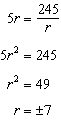 5r = 245/r
5r² = 245
r² = 49
r = ±7